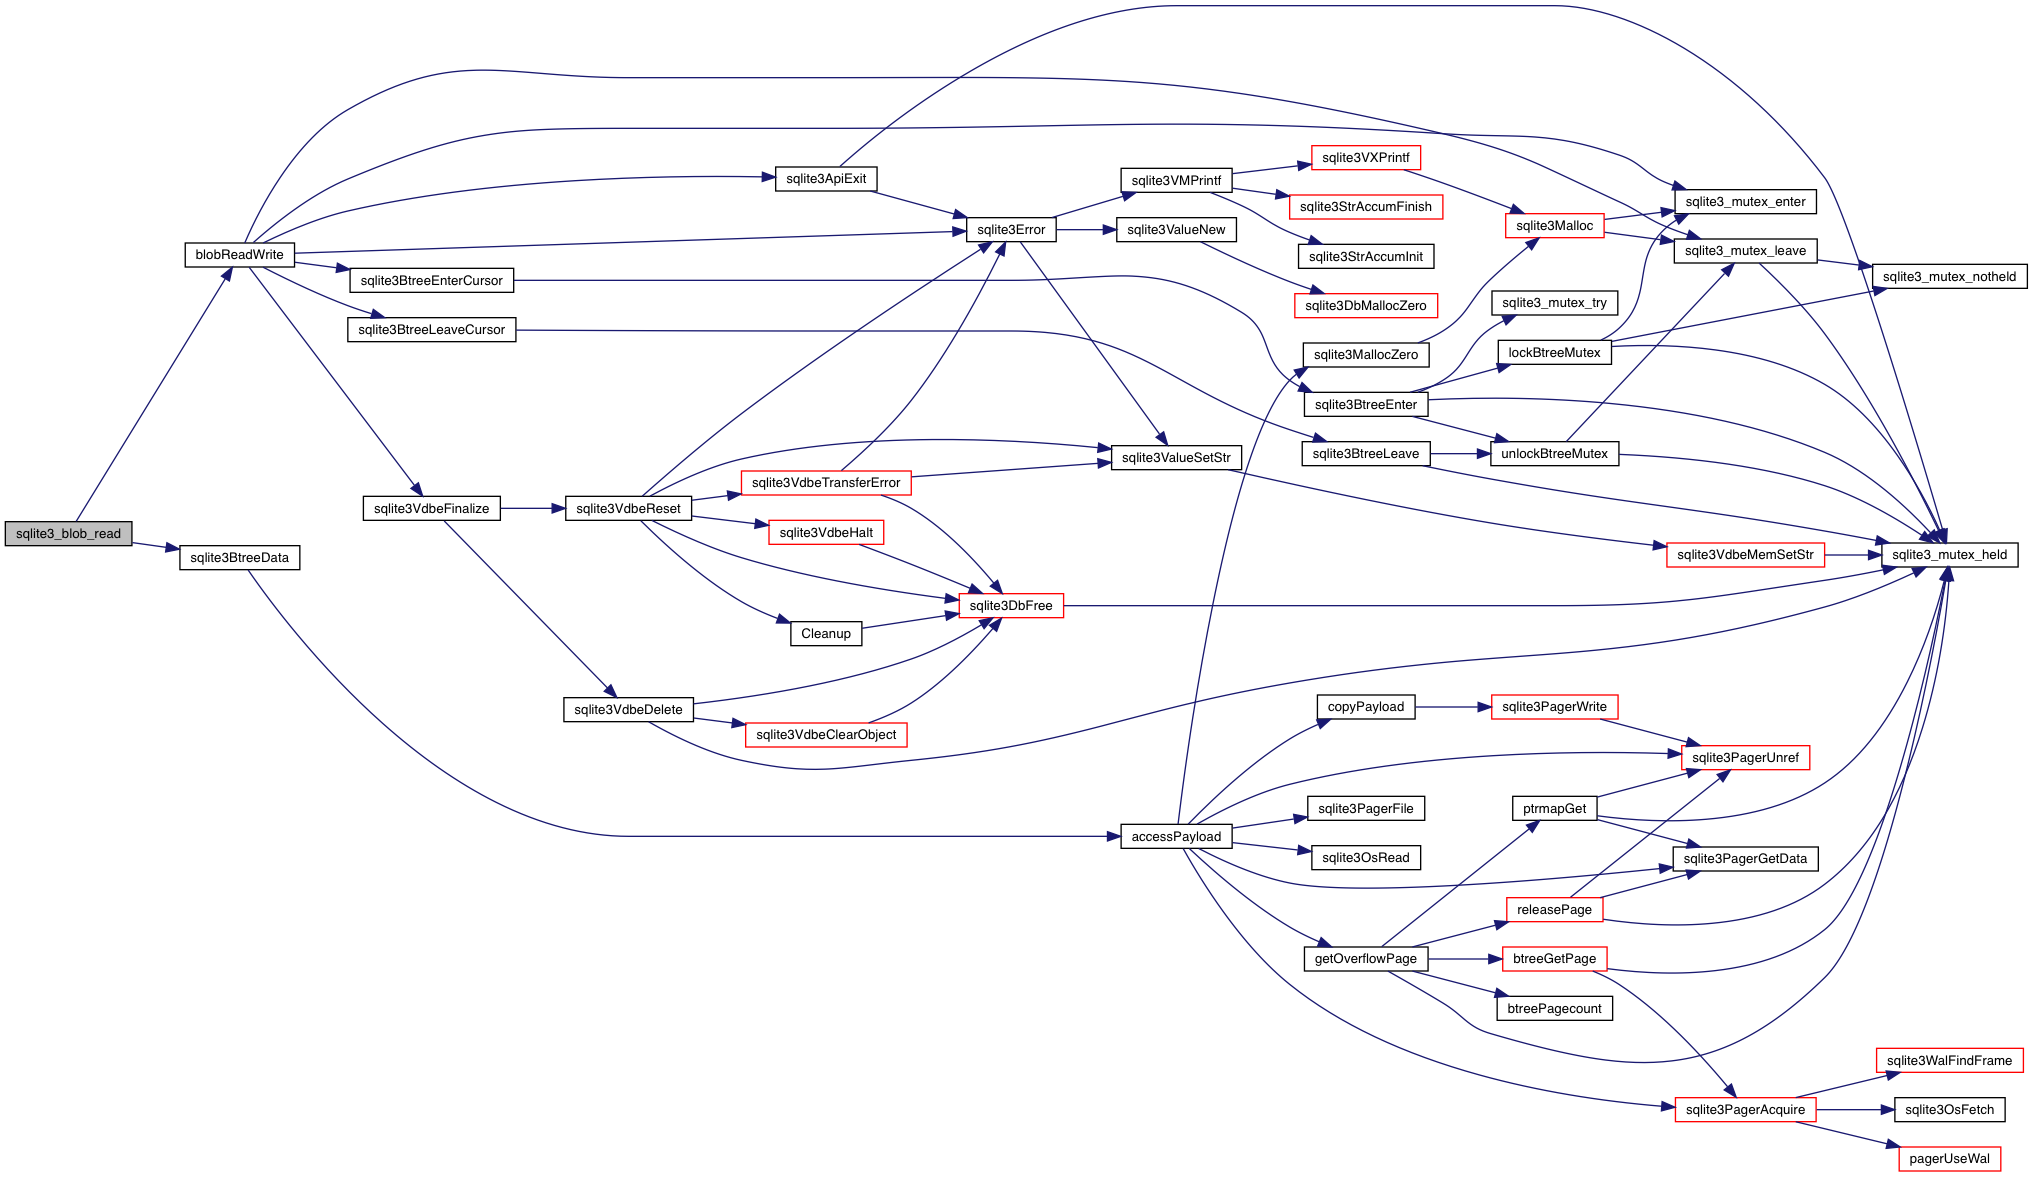 sqlite3_blob_read
blobReadWrite
sqlite3BtreeData
sqlite3BtreeEnterCursor
sqlite3BtreeLeaveCursor
sqlite3VdbeFinalize
sqlite3VdbeReset
sqlite3VdbeDelete
sqlite3ApiExit
sqlite3VdbeTransferError
sqlite3VdbeHalt
Cleanup
sqlite3VdbeClearObject
sqlite3Error
sqlite3DbFree
sqlite3VMPrintf
sqlite3ValueNew
sqlite3ValueSetStr
accessPayload
sqlite3VXPrintf
sqlite3StrAccumFinish
sqlite3StrAccumInit
sqlite3DbMallocZero
sqlite3MallocZero
sqlite3BtreeEnter
sqlite3BtreeLeave
copyPayload
sqlite3PagerFile
sqlite3OsRead
getOverflowPage
sqlite3Malloc
sqlite3_mutex_try
lockBtreeMutex
unlockBtreeMutex
sqlite3PagerWrite
ptrmapGet
releasePage
btreeGetPage
btreePagecount
sqlite3_mutex_enter
sqlite3_mutex_leave
sqlite3VdbeMemSetStr
sqlite3PagerUnref
sqlite3PagerGetData
sqlite3PagerAcquire
sqlite3_mutex_notheld
sqlite3_mutex_held
sqlite3WalFindFrame
sqlite3OsFetch
pagerUseWal